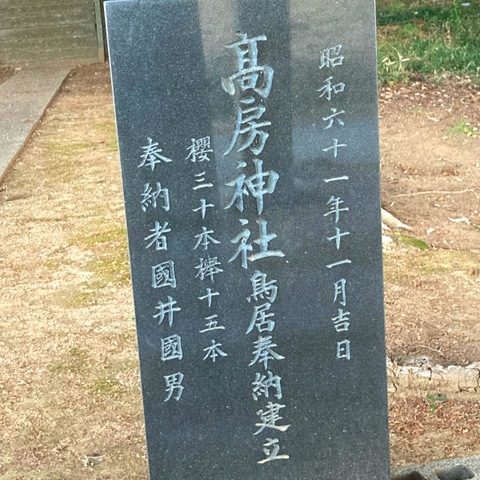 昭和六十一年十一月吉日
髙房神社鳥居奉納建立
櫻三十本欅十五本
奉納者國井國男